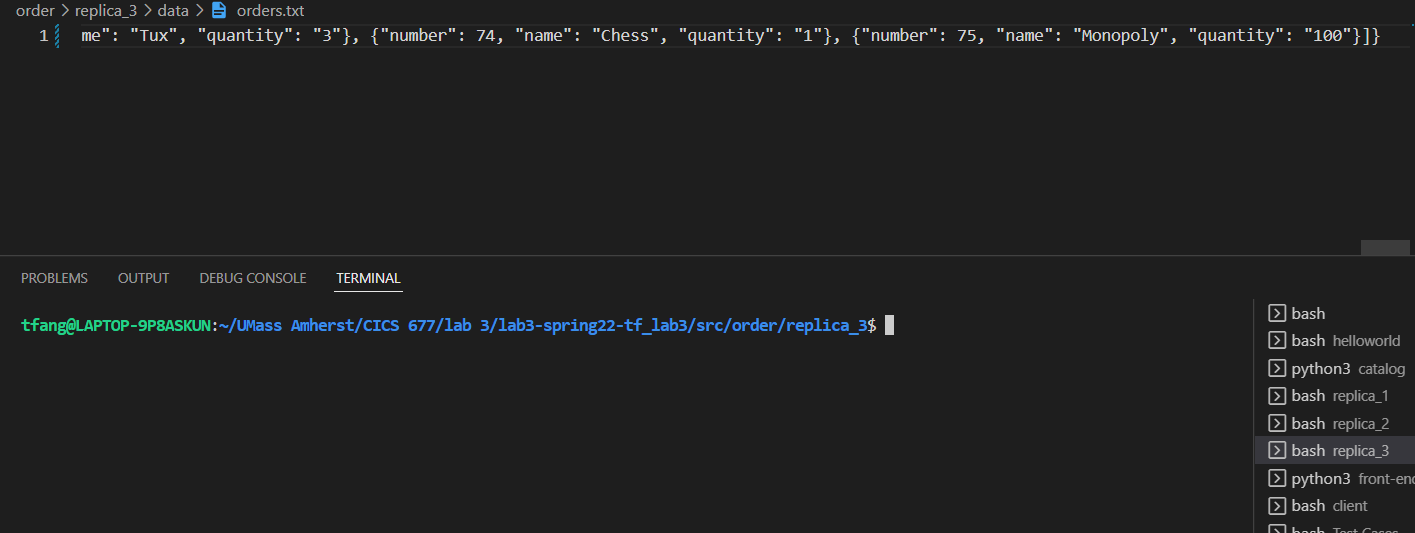 order > replica_3 > data > orders.txt
1 me": "Tux", "quantity": "3"}, {"number": 74, "name": "Chess", "quantity": "1"}, {"number": 75, "name": "Monopoly", "quantity": "100"}]}
PROBLEMS OUTPUT DEBUG CONSOLE TERMINAL
tfang@LAPTOP-9P8ASKUN:~/UMass Amherst/CICS 677/lab 3/lab3-spring22-tf_lab3/src/order/replica_3$
bash
bash helloworld
python3 catalog
bash replica_1
bash replica_2
bash replica_3
python3 front-en
bash client
bash Test Cases